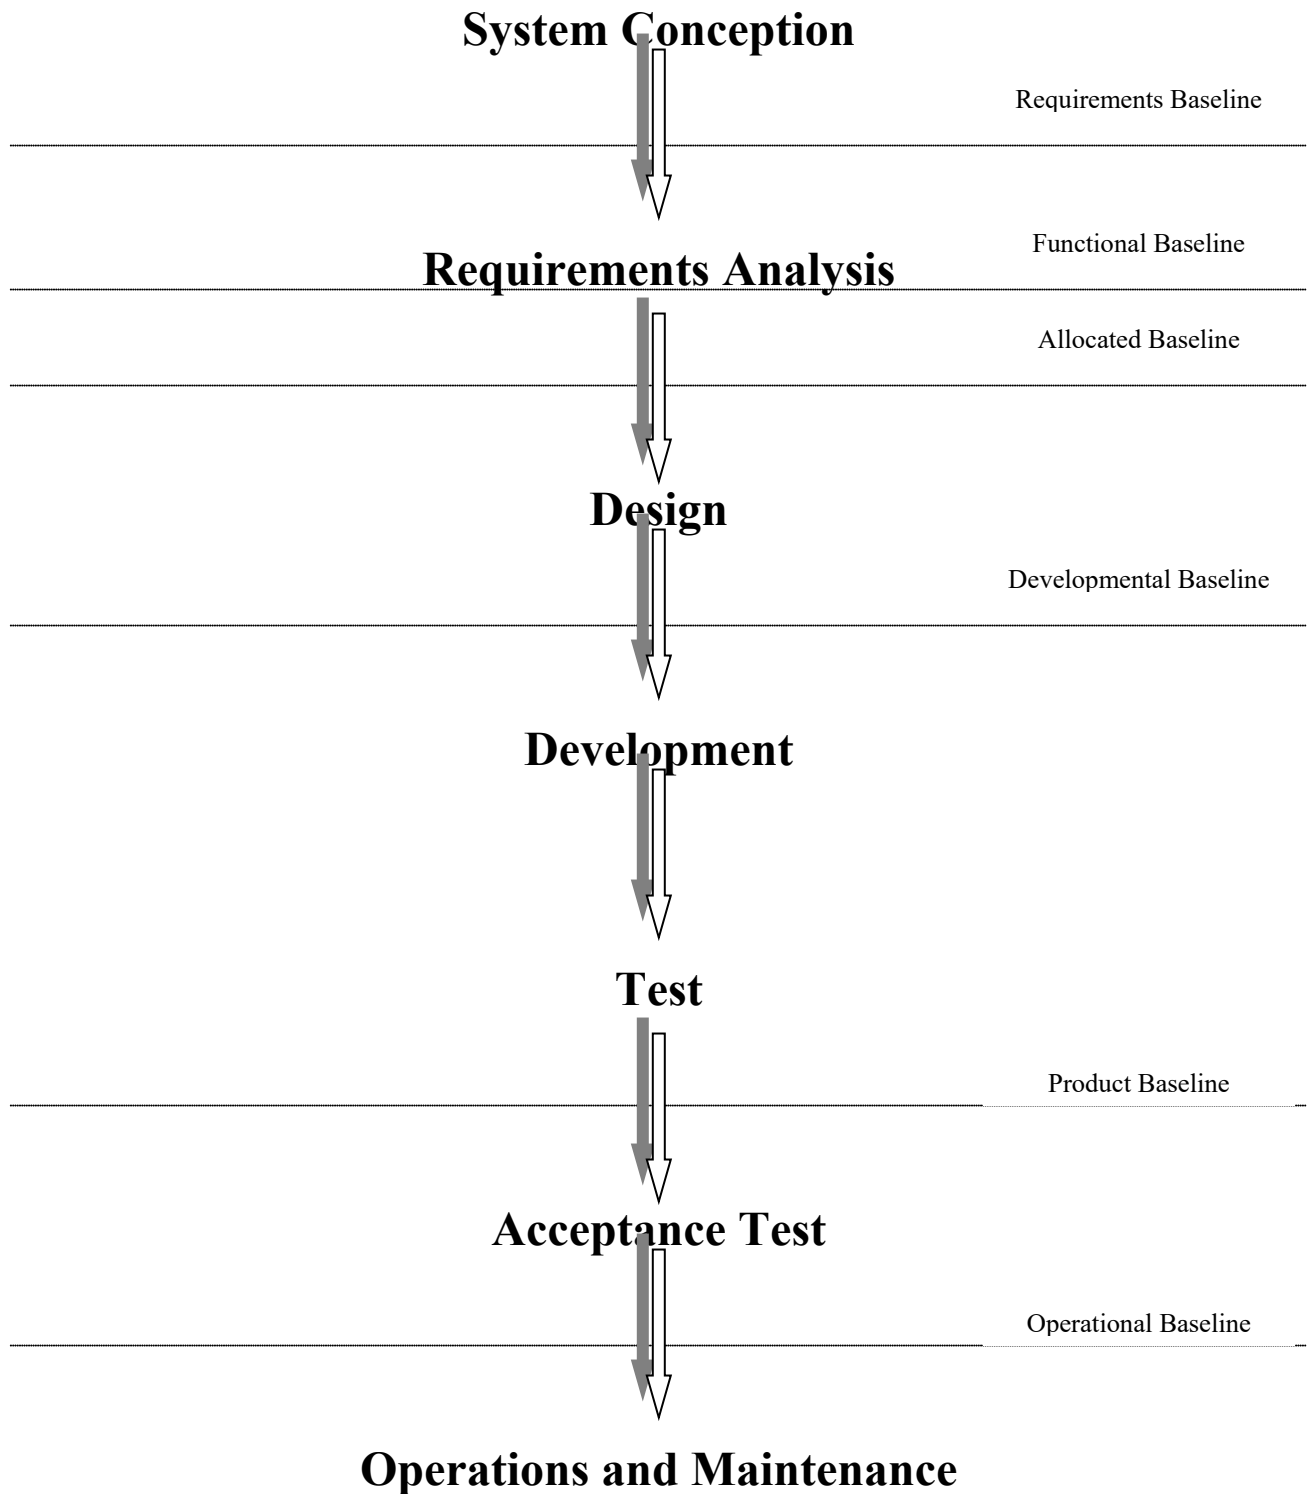 System Conception
Requirements Baseline
Functional Baseline
Requirements Analysis
Allocated Baseline
Design
Developmental Baseline
Development
Test
Product Baseline
Acceptance Test
Operational Baseline
Operations and Maintenance